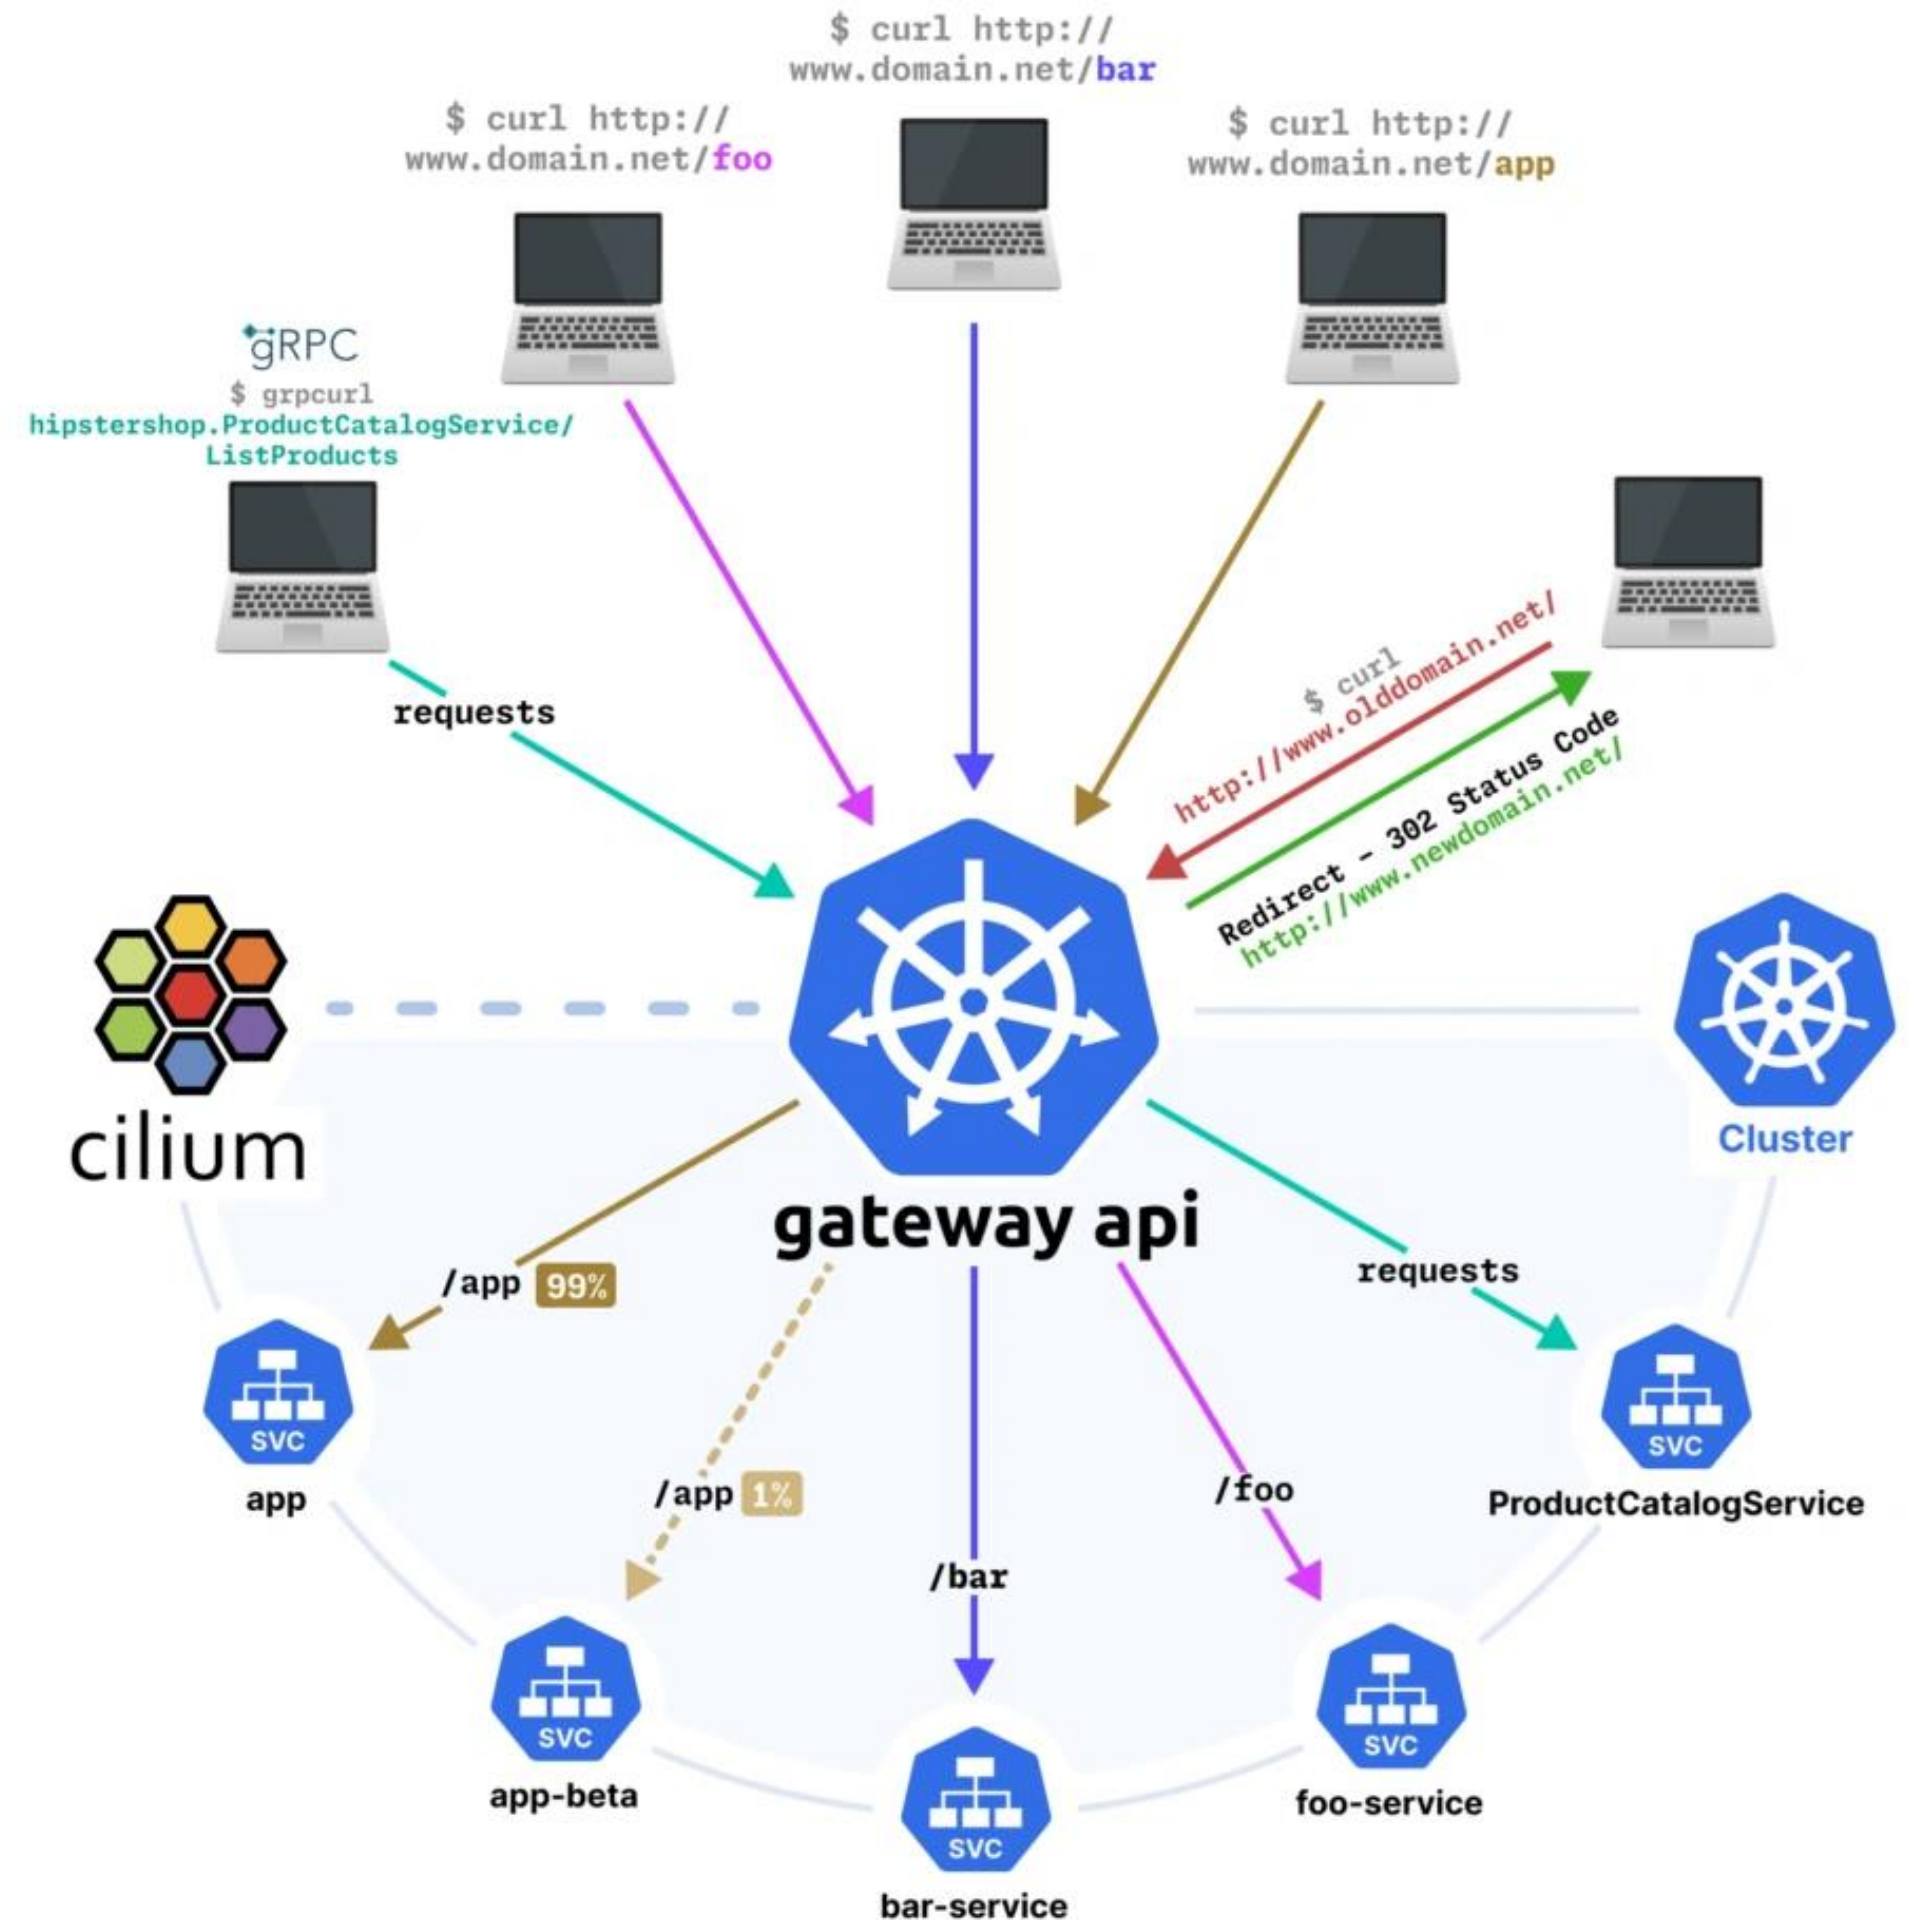 $ curl http://
www.domain.net/bar
$ curl http://
www.domain.net/foo
$ curl http://
www.domain.net/app
gRPC
$ grpcurl
hipstershop.ProductCatalogService/
ListProducts
requests
$ curl
http://www.olddomain.net/
Redirect - 302 Status Code
http://www.newdomain.net/
cilium
Cluster
gateway api
/app 99%
requests
SVC
app
/app 1%
/foo
SVC
ProductCatalogService
/bar
SVC
app-beta
SVC
foo-service
SVC
bar-service